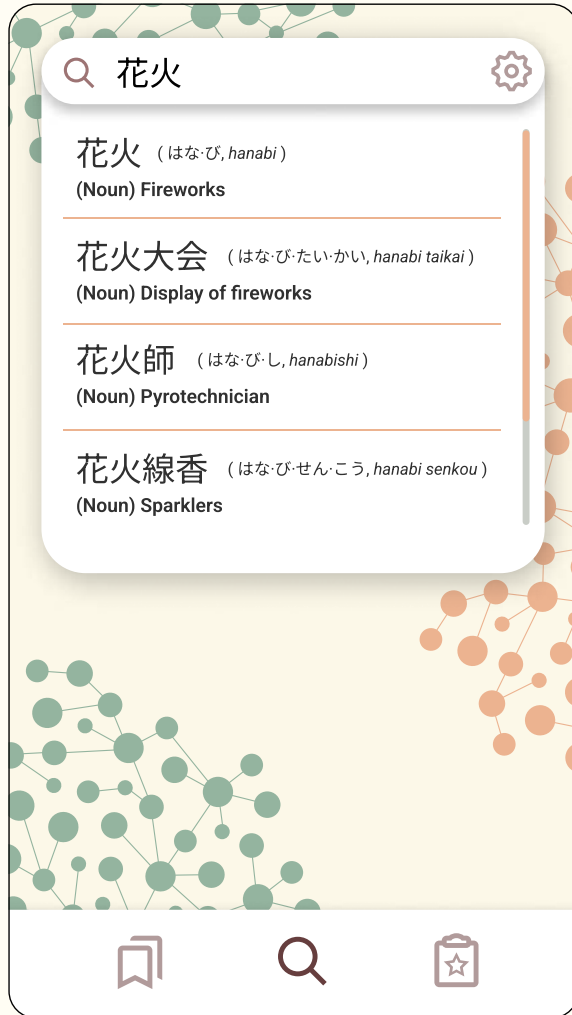 花火
花火 ( はな·び, hanabi )
(Noun) Fireworks
花火大会 ( はな·び·たい·かい, hanabi taikai )
(Noun) Display of fireworks
花火師 ( はな·び·し, hanabishi )
(Noun) Pyrotechnician
花火線香 ( はな·び·せん·こう, hanabi senkou )
(Noun) Sparklers